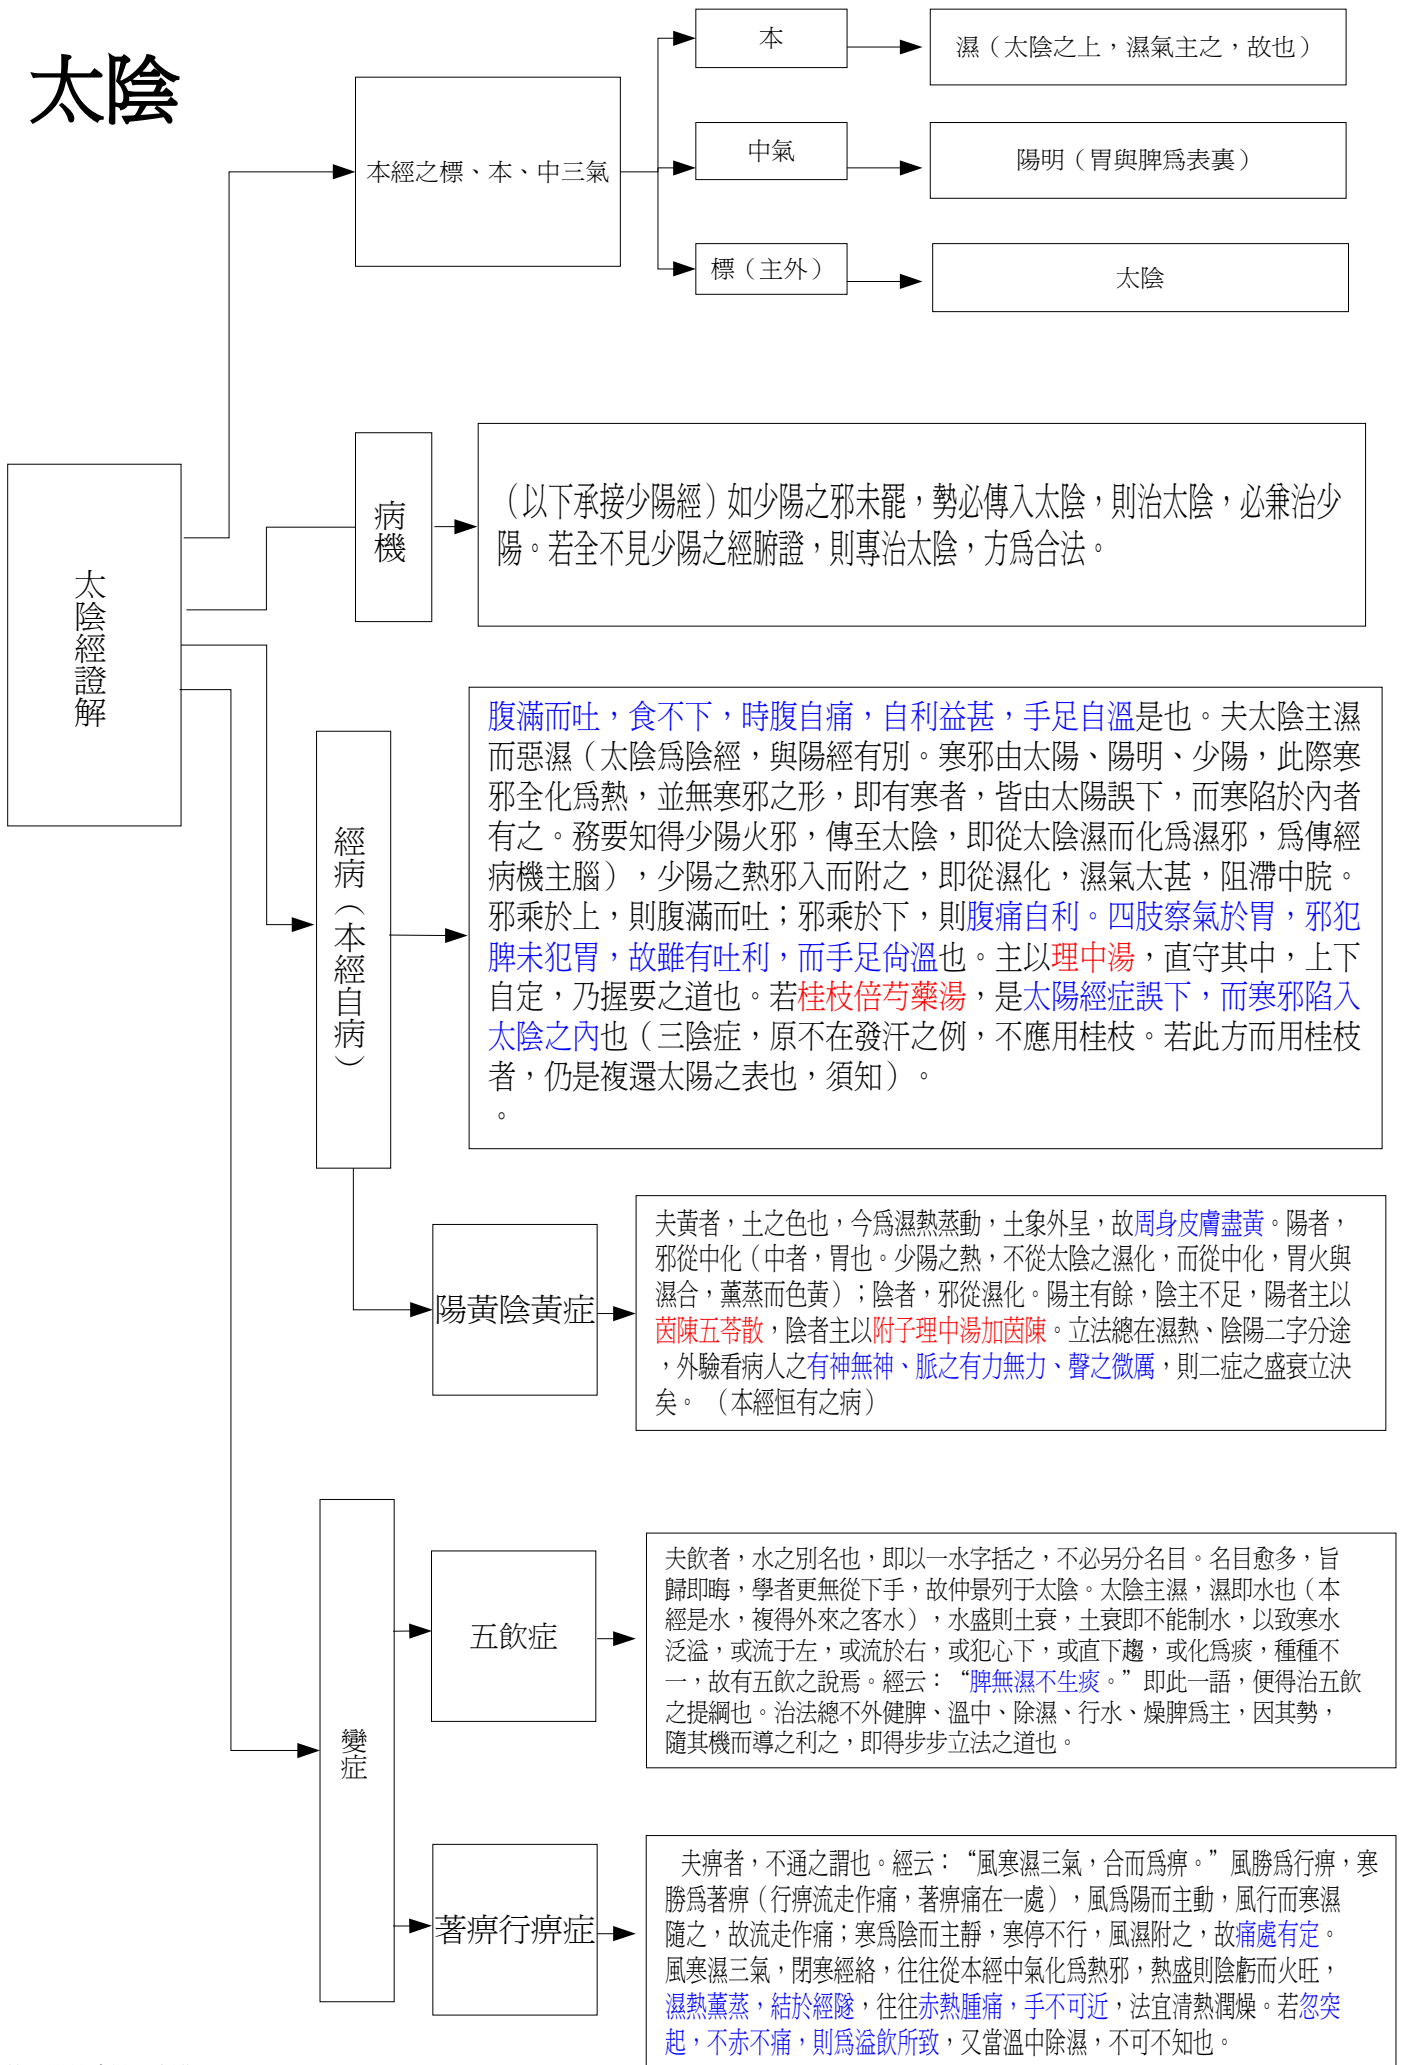 太陰
本
濕（太陰之上，濕氣主之，故也）
本經之標、本、中三氣
中氣
陽明（胃與脾爲表裏）
標（主外）
太陰
太陰經證解
病機
（以下承接少陽經）如少陽之邪未罷，勢必傳入太陰，則治太陰，必兼治少
陽。若全不見少陽之經腑證，則專治太陰，方爲合法。
經病（本經自病）
腹滿而吐，食不下，時腹自痛，自利益甚，手足自溫是也。夫太陰主濕
而惡濕（太陰爲陰經，與陽經有別。寒邪由太陽、陽明、少陽，此際寒
邪全化爲熱，並無寒邪之形，即有寒者，皆由太陽誤下，而寒陷於內者
有之。務要知得少陽火邪，傳至太陰，即從太陰濕而化爲濕邪，爲傳經
病機主腦），少陽之熱邪入而附之，即從濕化，濕氣太甚，阻滯中脘。
邪乘於上，則腹滿而吐；邪乘於下，則腹痛自利。四肢察氣於胃，邪犯
脾未犯胃，故雖有吐利，而手足尙溫也。主以理中湯，直守其中，上下
自定，乃握要之道也。若桂枝倍芍藥湯，是太陽經症誤下，而寒邪陷入
太陰之內也（三陰症，原不在發汗之例，不應用桂枝。若此方而用桂枝
者，仍是複還太陽之表也，須知）。
。
陽黃陰黃症
夫黃者，土之色也，今爲濕熱蒸動，土象外呈，故周身皮膚盡黃。陽者，
邪從中化（中者，胃也。少陽之熱，不從太陰之濕化，而從中化，胃火與
濕合，薰蒸而色黃）；陰者，邪從濕化。陽主有餘，陰主不足，陽者主以
茵陳五苓散，陰者主以附子理中湯加茵陳。立法總在濕熱、陰陽二字分途
，外驗看病人之有神無神、脈之有力無力、聲之微厲，則二症之盛衰立決
矣。（本經恒有之病）
變症
五飲症
夫飲者，水之別名也，即以一水字括之，不必另分名目。名目愈多，旨
歸即晦，學者更無從下手，故仲景列于太陰。太陰主濕，濕即水也（本
經是水，複得外來之客水），水盛則土衰，土衰即不能制水，以致寒水
泛溢，或流于左，或流於右，或犯心下，或直下趨，或化爲痰，種種不
一，故有五飲之說焉。經云：“脾無濕不生痰。”即此一語，便得治五飲
之提綱也。治法總不外健脾、溫中、除濕、行水、燥脾爲主，因其勢，
隨其機而導之利之，即得步步立法之道也。
著痹行痹症
夫痹者，不通之謂也。經云：“風寒濕三氣，合而爲痹。”風勝爲行痹，寒
勝爲著痹（行痹流走作痛，著痹痛在一處），風爲陽而主動，風行而寒濕
隨之，故流走作痛；寒爲陰而主靜，寒停不行，風濕附之，故痛處有定。
風寒濕三氣，閉寒經絡，往往從本經中氣化爲熱邪，熱盛則陰虧而火旺，
濕熱薰蒸，結於經隧，往往赤熱腫痛，手不可近，法宜清熱潤燥。若忽突
起，不赤不痛，則爲溢飲所致，又當溫中除濕，不可不知也。